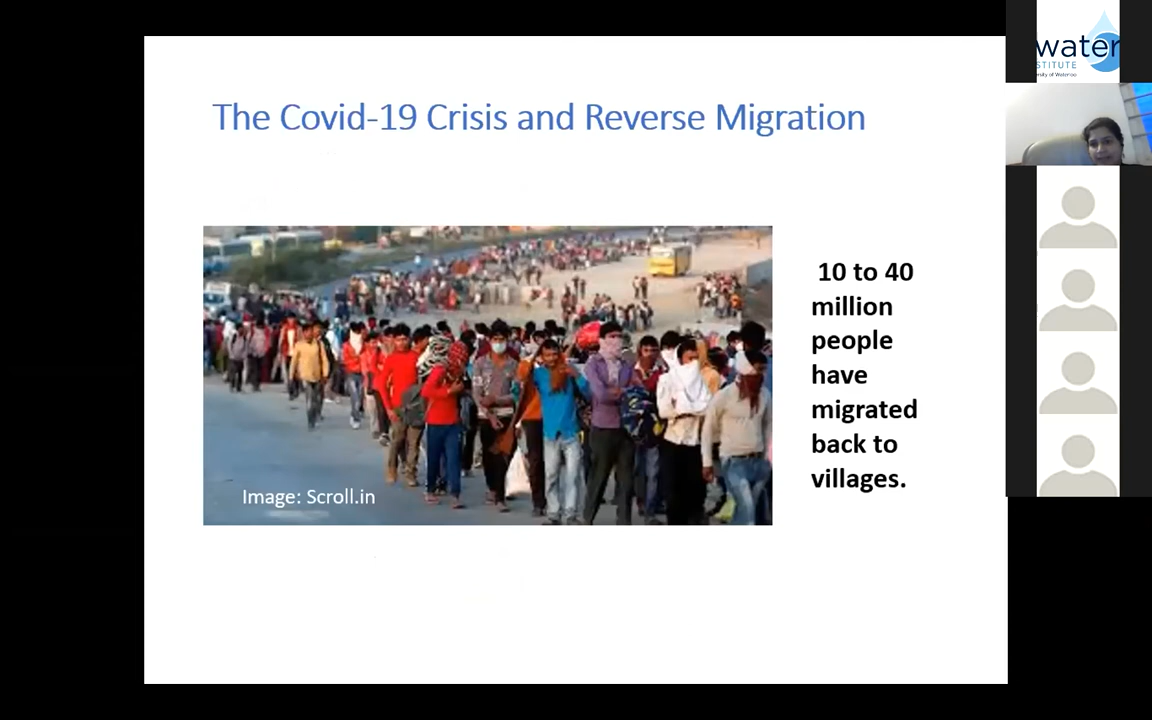 The Covid-19 Crisis and Reverse Migration
10 to 40
million
people
have
migrated
back to
villages.
Image: Scroll.in
water
STITUTE